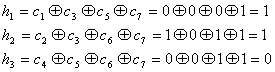 h₁ = c₁⊕c₃⊕c₅⊕c₇ = 0⊕0⊕0⊕1 = 1
h₂ = c₂⊕c₃⊕c₆⊕c₇ = 1⊕0⊕1⊕1 = 1
h₃ = c₄⊕c₅⊕c₆⊕c₇ = 0⊕0⊕1⊕1 = 0